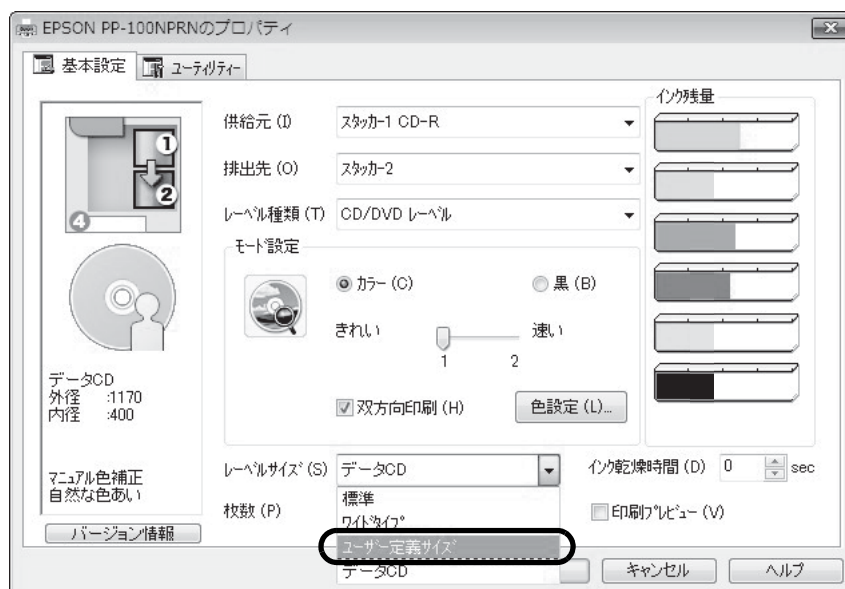 EPSON PP-100NPRNのプロパティ
基本設定
ユーティリティー
1
2
4
データCD
外径 :1170
内径 :400
マニュアル色補正
自然な色あい
バージョン情報
供給元 (I) スタッカー1 CD-R
排出先 (O) スタッカー2
レーベル種類 (T) CD/DVD レーベル
モード設定
カラー (C) 黒 (B)
きれい 速い
1 2
双方向印刷 (H) 色設定 (L)...
レーベルサイズ (S) データCD
標準
ワイドタイプ
ユーザー定義サイズ
データCD
枚数 (P)
インク残量
インク乾燥時間 (D) 0 sec
印刷プレビュー (V)
キャンセル ヘルプ